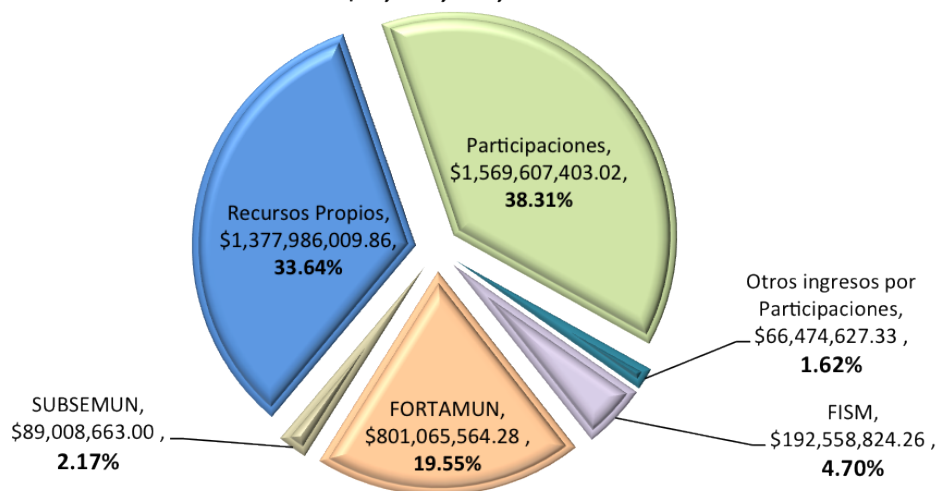 Participaciones,
$1,569,607,403.02,
38.31%
Recursos Propios,
$1,377,986,009.86,
33.64%
Otros ingresos por
Participaciones,
$66,474,627.33 ,
1.62%
SUBSEMUN,
$89,008,663.00 ,
2.17%
FORTAMUN,
$801,065,564.28 ,
19.55%
FISM,
$192,558,824.26 ,
4.70%